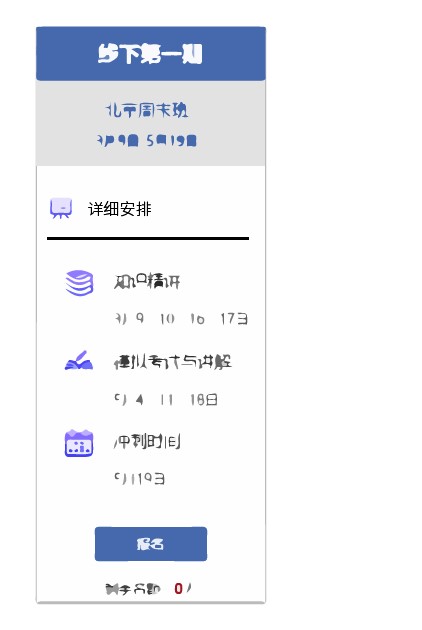 线下第一期
北京周末班
3月9日 5月19日
详细安排
知识精讲
3月 9 10 16 17日
模拟考试与讲解
5月 4 11 18日
冲刺时间
5月19日
报名
剩余名额 0